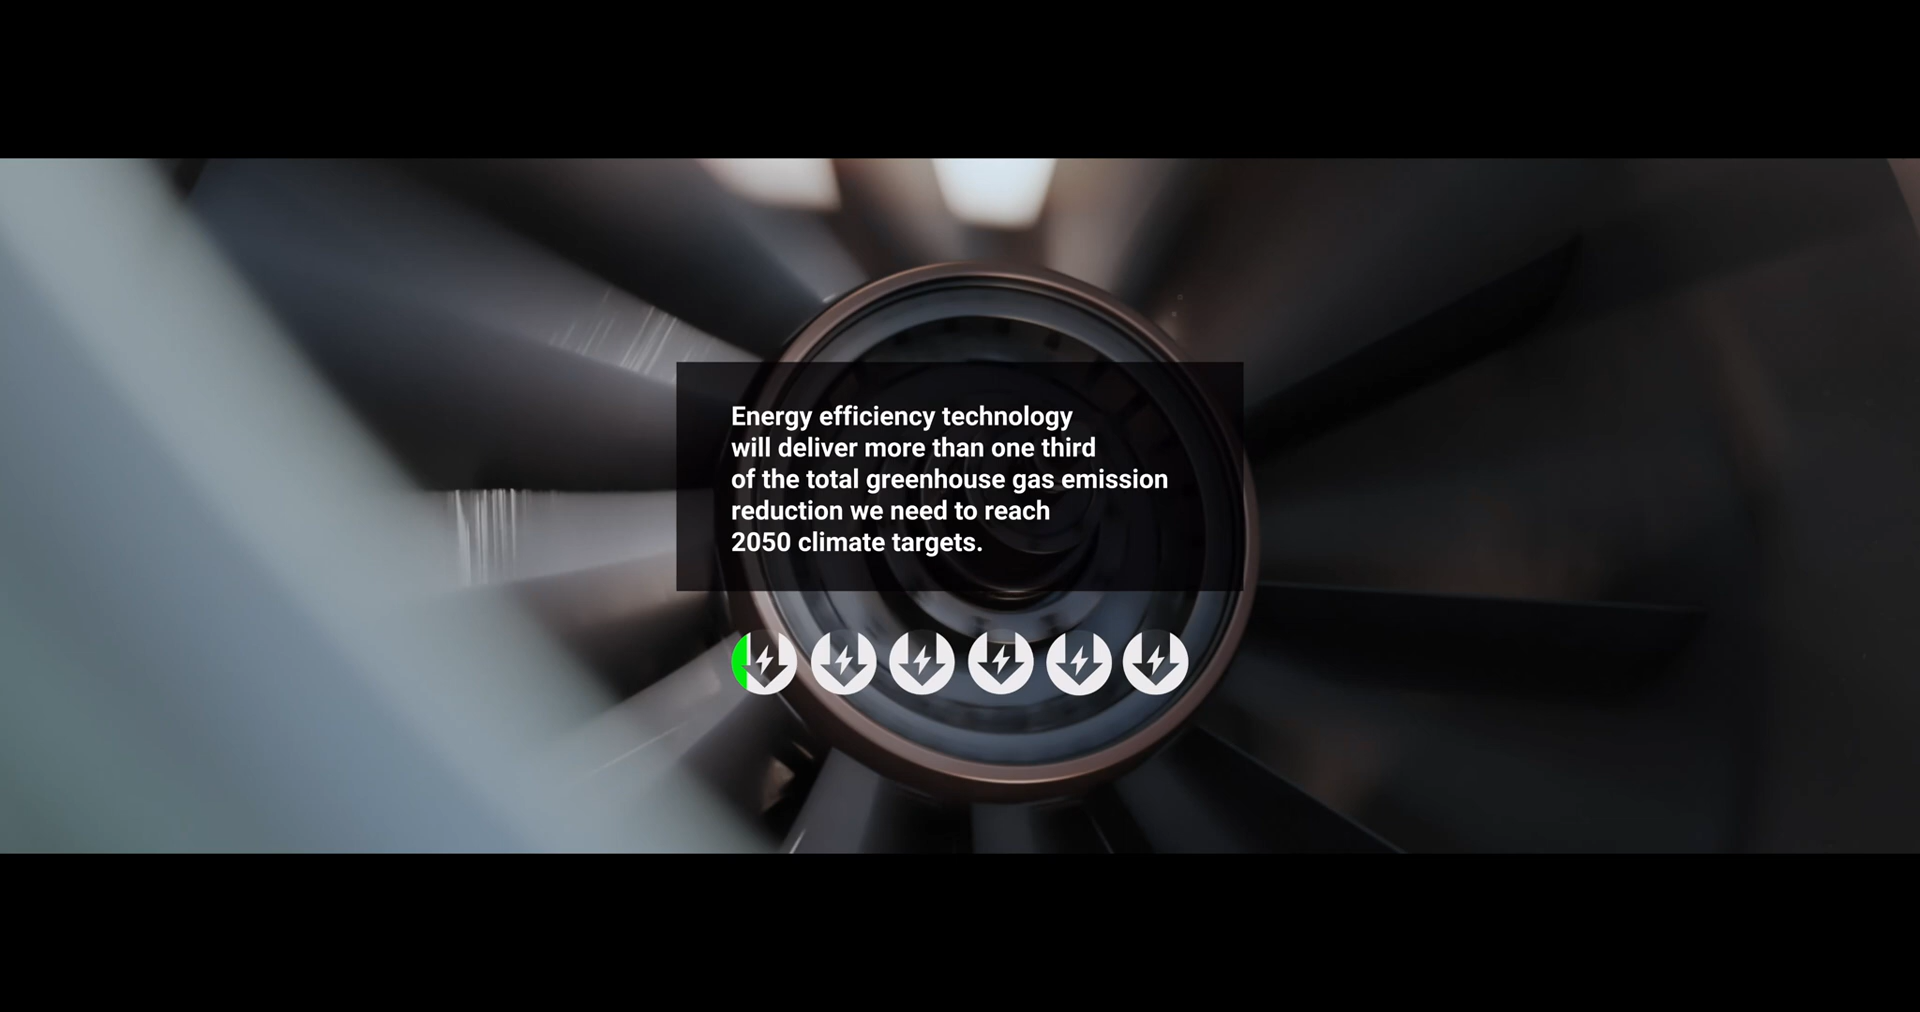 Energy efficiency technology
will deliver more than one third
of the total greenhouse gas emission
reduction we need to reach
2050 climate targets.